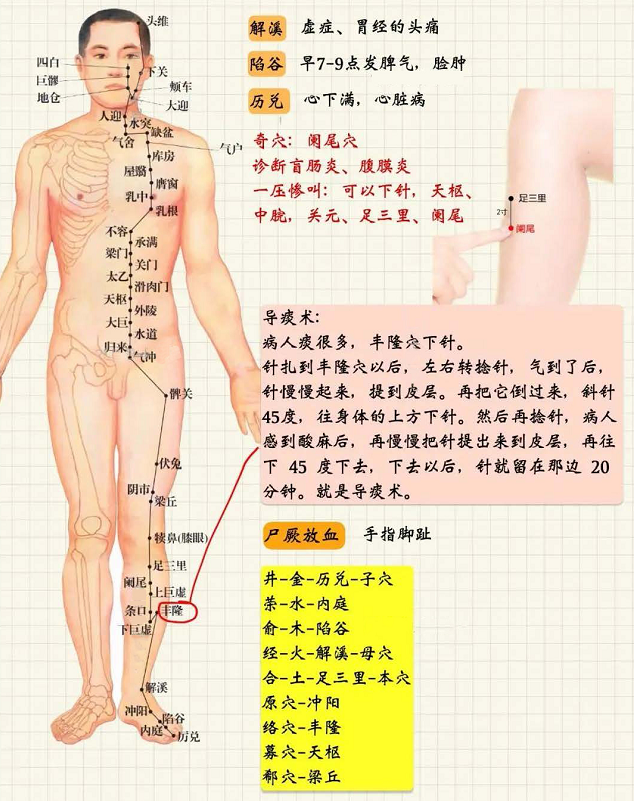 头维
四白
下关
巨髎
颊车
地仓
大迎
人迎
水突
缺盆
气舍
气户
库房
屋翳
膺窗
乳中
乳根
不容
承满
梁门
关门
太乙
滑肉门
天枢
外陵
大巨
水道
归来
气冲
髀关
伏兔
阴市
梁丘
犊鼻(膝眼)
足三里
阑尾
上巨虚
条口
丰隆
下巨虚
解溪
冲阳
陷谷
内庭
历兑
解溪 虚症、胃经的头痛
陷谷 早7-9点发脾气，脸肿
历兑 心下满，心脏病
奇穴：阑尾穴
诊断盲肠炎、腹膜炎
一压惨叫：可以下针，天枢、
中脘，关元、足三里、阑尾
足三里
2寸
阑尾
导痰术：
病人痰很多，丰隆穴下针。
针扎到丰隆穴以后，左右转捻针，气到了后，
针慢慢起来，提到皮层。再把它倒过来，斜针
45度，往身体的上方下针。然后再捻针，病人
感到酸麻后，再慢慢把针提出来到皮层，再往
下 45 度下去，下去以后，针就留在那边 20
分钟。就是导痰术。
尸厥放血 手指脚趾
井-金-历兑-子穴
荥-水-内庭
俞-木-陷谷
经-火-解溪-母穴
合-土-足三里-本穴
原穴-冲阳
络穴-丰隆
募穴-天枢
郗穴-梁丘